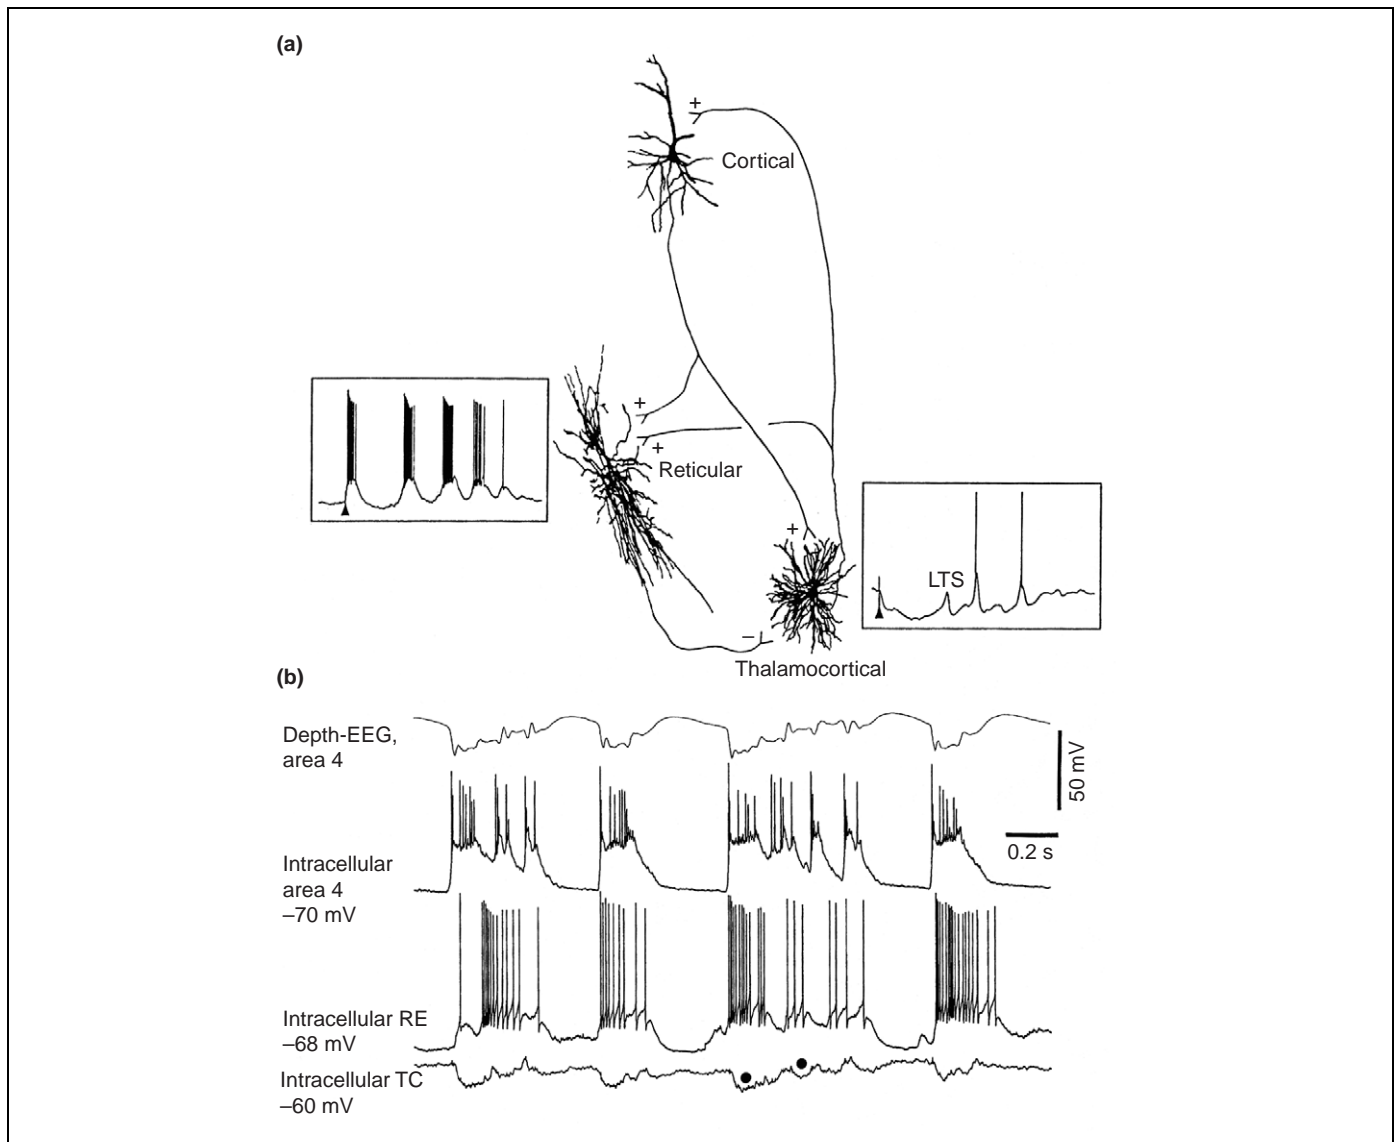 (a)
+
Cortical
+
+
Reticular
+
LTS
−
Thalamocortical
(b)
Depth-EEG,
area 4
50 mV
0.2 s
Intracellular
area 4
–70 mV
Intracellular RE
–68 mV
Intracellular TC
–60 mV